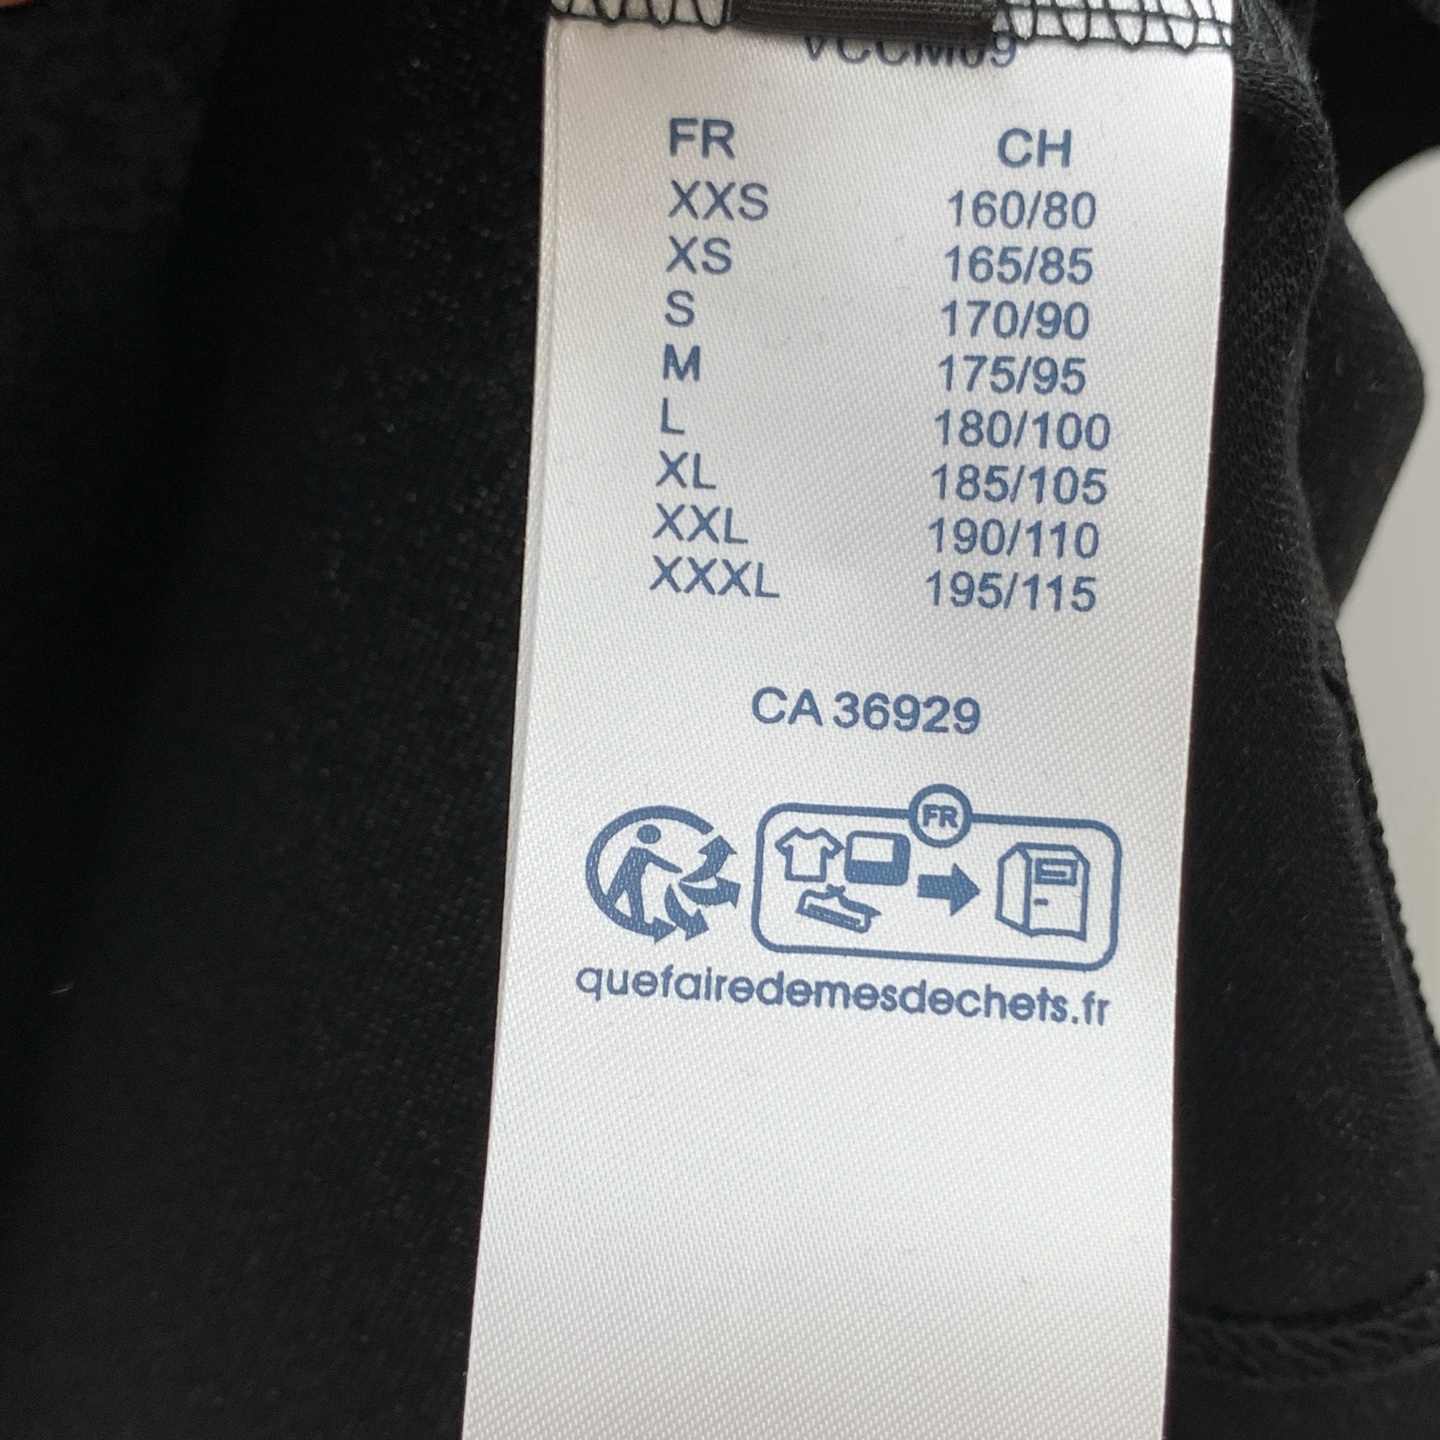 VCCM09
FR CH
XXS 160/80
XS 165/85
S 170/90
M 175/95
L 180/100
XL 185/105
XXL 190/110
XXXL 195/115
CA 36929
FR
quefairedemesdechets.fr